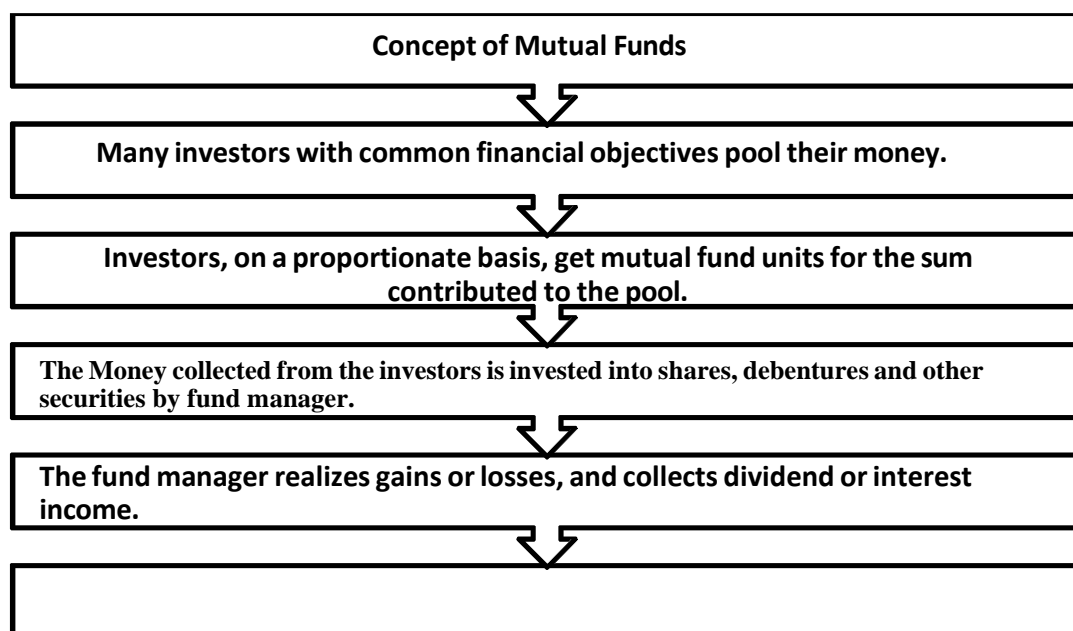 Concept of Mutual Funds
Many investors with common financial objectives pool their money.
Investors, on a proportionate basis, get mutual fund units for the sum
contributed to the pool.
The Money collected from the investors is invested into shares, debentures and other
securities by fund manager.
The fund manager realizes gains or losses, and collects dividend or interest
income.